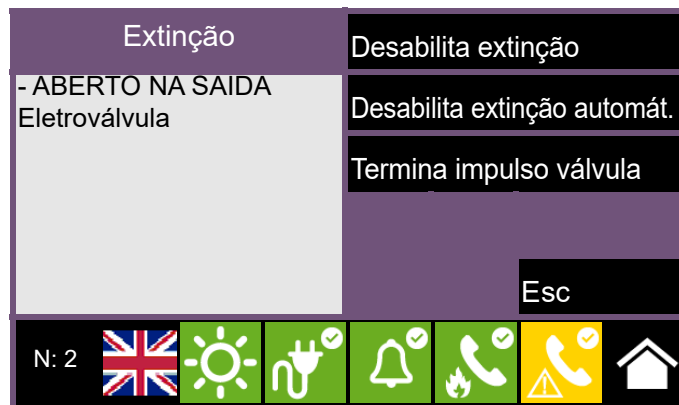 Extinção
- ABERTO NA SAIDA
Eletroválvula
Desabilita extinção
Desabilita extinção automát.
Termina impulso válvula
Esc
N: 2